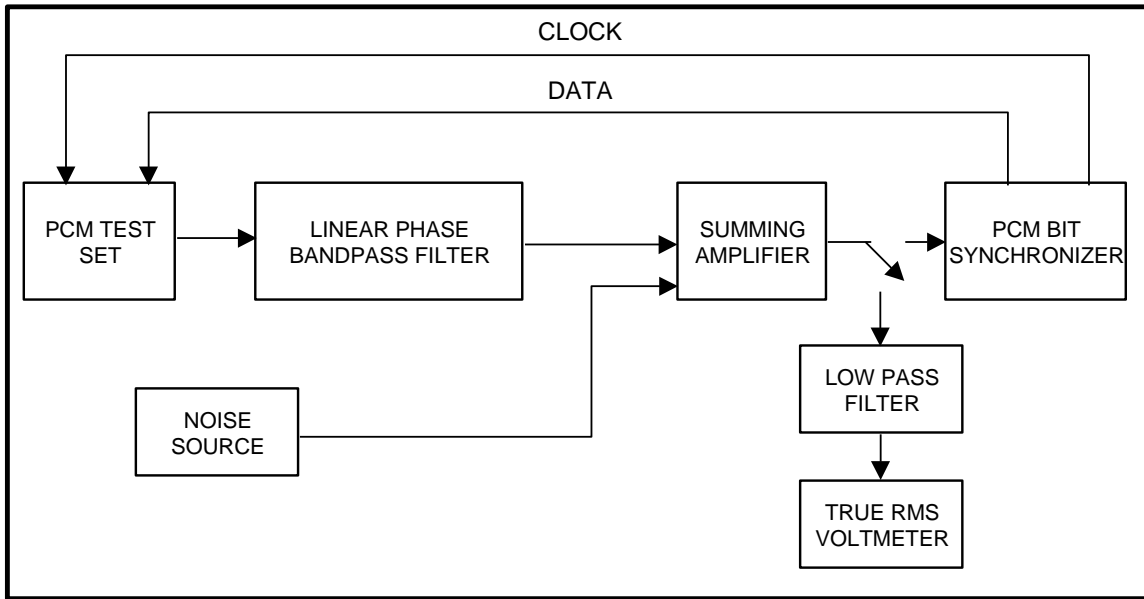 CLOCK
DATA
PCM TEST
SET
LINEAR PHASE
BANDPASS FILTER
SUMMING
AMPLIFIER
PCM BIT
SYNCHRONIZER
LOW PASS
FILTER
NOISE
SOURCE
TRUE RMS
VOLTMETER